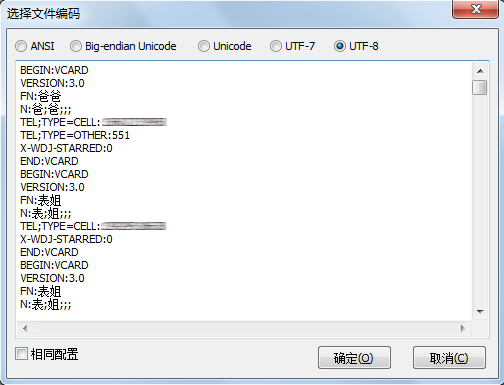 选择文件编码
ANSI Big-endian Unicode Unicode UTF-7 UTF-8
BEGIN:VCARD
VERSION:3.0
FN:爸爸
N:爸;爸;;;
TEL;TYPE=CELL:
TEL;TYPE=OTHER:551
X-WDJ-STARRED:0
END:VCARD
BEGIN:VCARD
VERSION:3.0
FN:表姐
N:表;姐;;;
TEL;TYPE=CELL:
X-WDJ-STARRED:0
END:VCARD
BEGIN:VCARD
VERSION:3.0
FN:表姐
N:表;姐;;;
相同配置 确定(O) 取消(C)